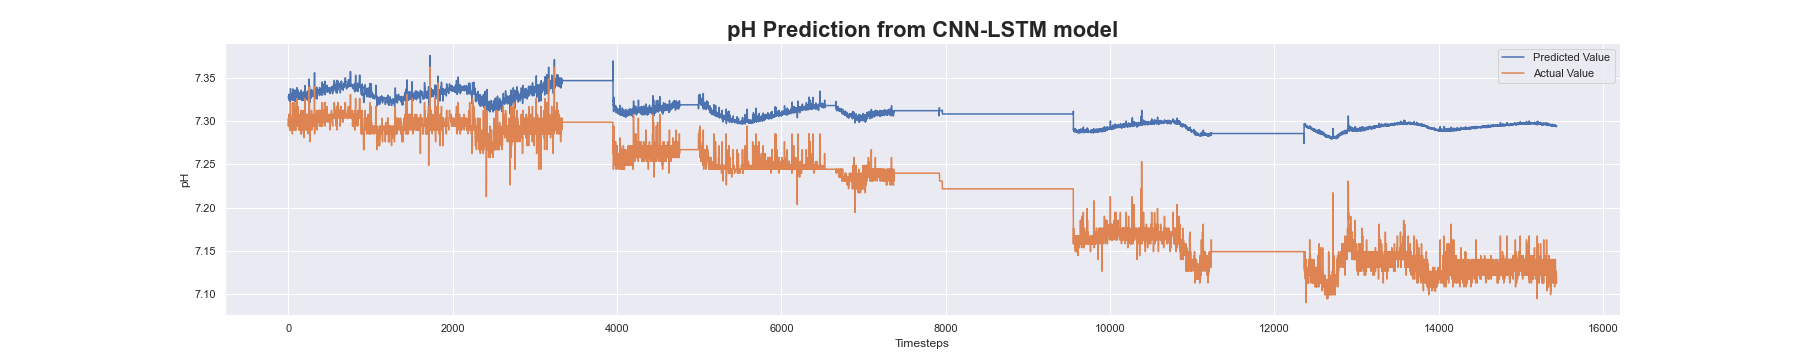 pH Prediction from CNN-LSTM model
Predicted Value
Actual Value
7.35
7.30
7.25
7.20
7.15
7.10
pH
0 2000 4000 6000 8000 10000 12000 14000 16000
Timesteps